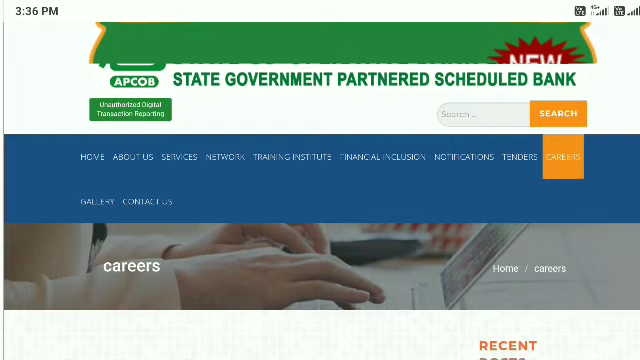 3:36 PM
NEW
APCOB
STATE GOVERNMENT PARTNERED SCHEDULED BANK
Unauthorized Digital
Transaction Reporting
Search ...
SEARCH
HOME ABOUT US SERVICES NETWORK TRAINING INSTITUTE FINANCIAL INCLUSION NOTIFICATIONS TENDERS CAREERS
GALLERY CONTACT US
careers
Home / careers
RECENT
POSTS